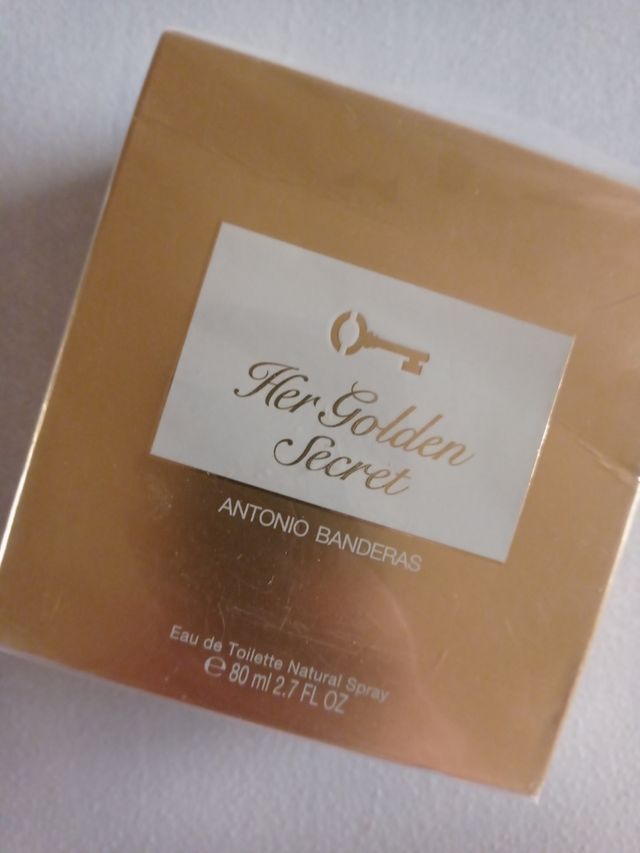 Her Golden
Secret
ANTONIO BANDERAS
Eau de Toilette Natural Spray
℮ 80 ml 2.7 FL OZ